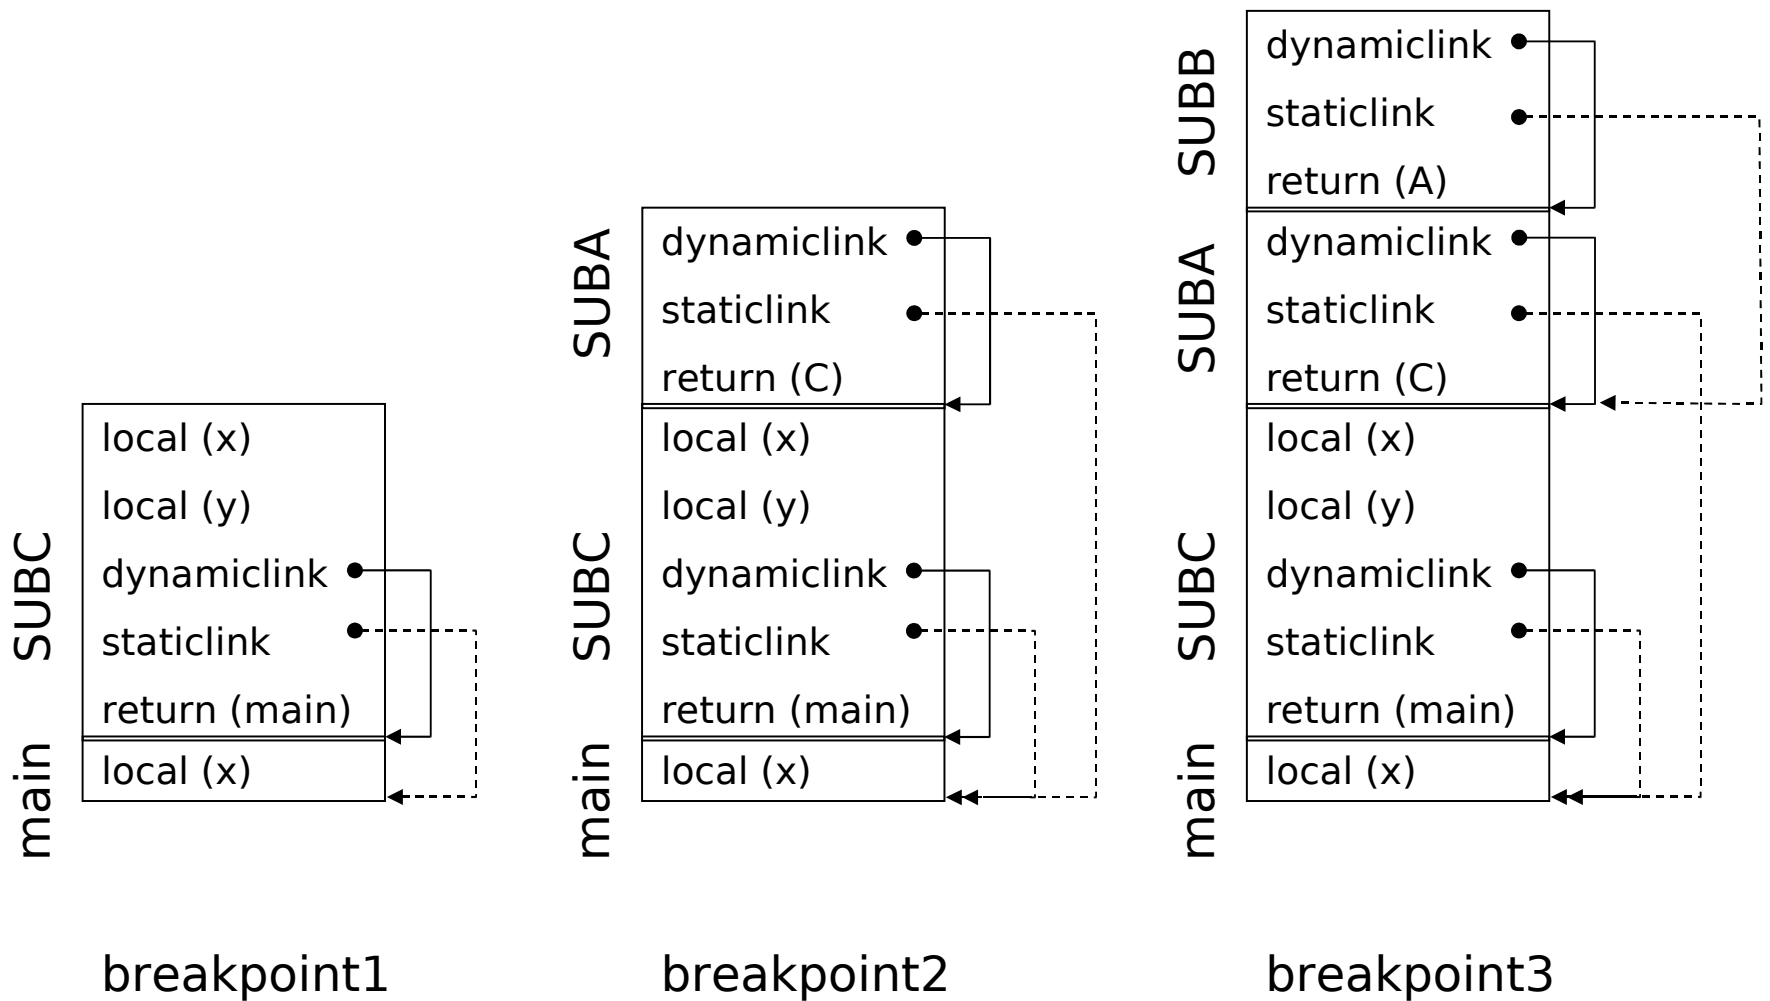 SUBC
local (x)
local (y)
dynamiclink
staticlink
return (main)
main
local (x)
breakpoint1
SUBA
dynamiclink
staticlink
return (C)
SUBC
local (x)
local (y)
dynamiclink
staticlink
return (main)
main
local (x)
breakpoint2
SUBB
dynamiclink
staticlink
return (A)
SUBA
dynamiclink
staticlink
return (C)
SUBC
local (x)
local (y)
dynamiclink
staticlink
return (main)
main
local (x)
breakpoint3